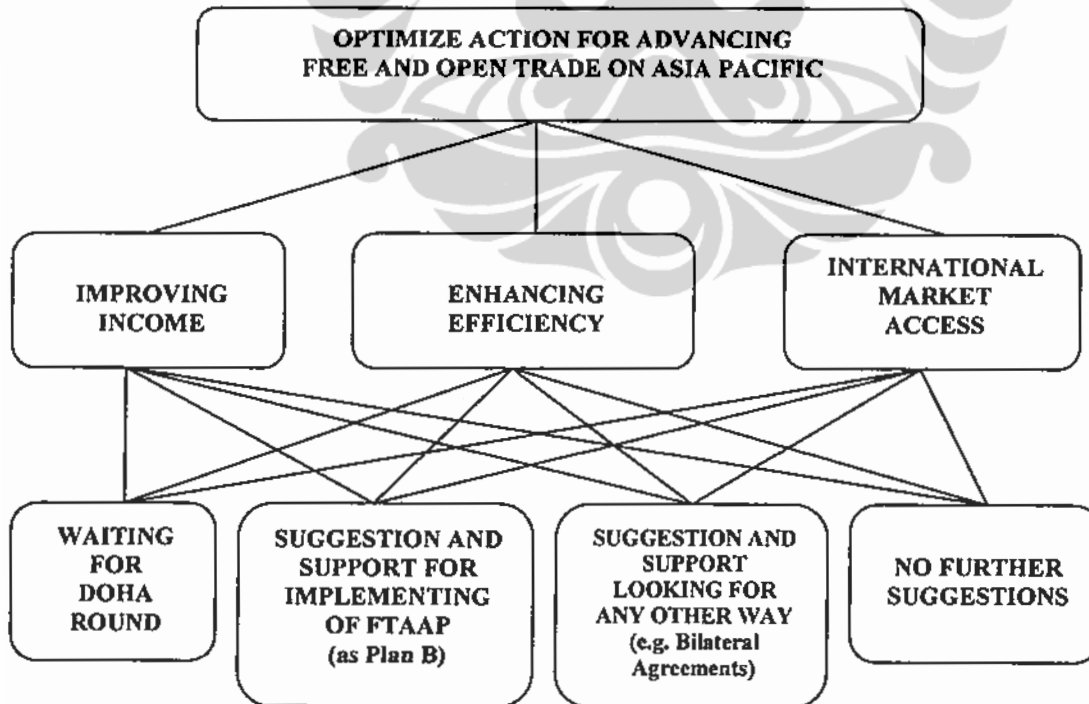 OPTIMIZE ACTION FOR ADVANCING
FREE AND OPEN TRADE ON ASIA PACIFIC
IMPROVING
INCOME
ENHANCING
EFFICIENCY
INTERNATIONAL
MARKET
ACCESS
WAITING
FOR
DOHA
ROUND
SUGGESTION AND
SUPPORT FOR
IMPLEMENTING
OF FTAAP
(as Plan B)
SUGGESTION AND
SUPPORT
LOOKING FOR
ANY OTHER WAY
(e.g. Bilateral
Agreements)
NO FURTHER
SUGGESTIONS